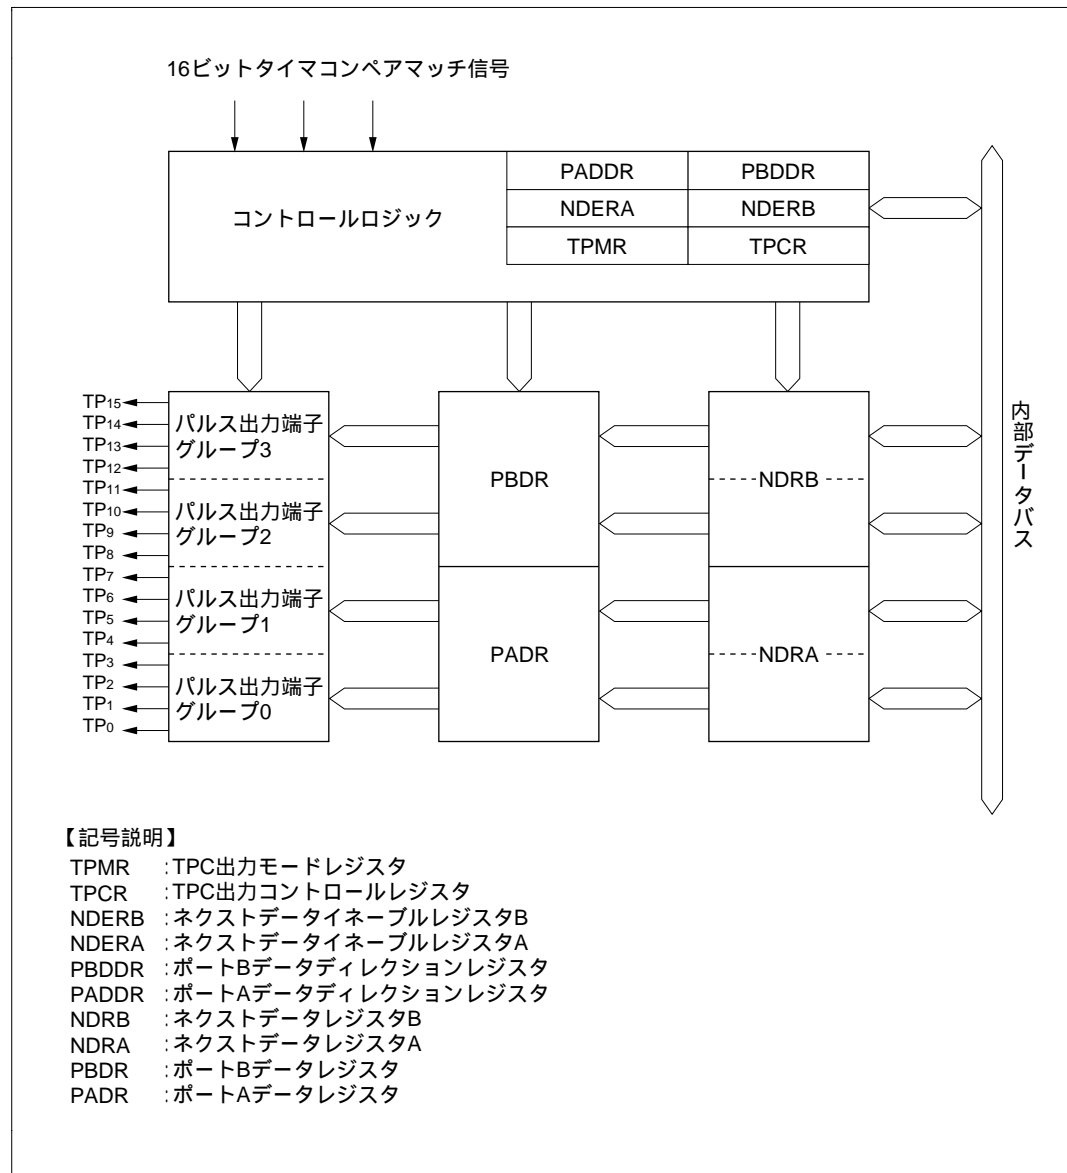 16ビットタイマコンペアマッチ信号
コントロールロジック
PADDR PBDDR
NDERA NDERB
TPMR TPCR
内部データバス
TP15
TP14
TP13
TP12
TP11
TP10
TP9
TP8
TP7
TP6
TP5
TP4
TP3
TP2
TP1
TP0
パルス出力端子
グループ3
パルス出力端子
グループ2
パルス出力端子
グループ1
パルス出力端子
グループ0
PBDR
PADR
NDRB
NDRA
【記号説明】
TPMR :TPC出力モードレジスタ
TPCR :TPC出力コントロールレジスタ
NDERB :ネクストデータイネーブルレジスタB
NDERA :ネクストデータイネーブルレジスタA
PBDDR :ポートBデータディレクションレジスタ
PADDR :ポートAデータディレクションレジスタ
NDRB :ネクストデータレジスタB
NDRA :ネクストデータレジスタA
PBDR :ポートBデータレジスタ
PADR :ポートAデータレジスタ